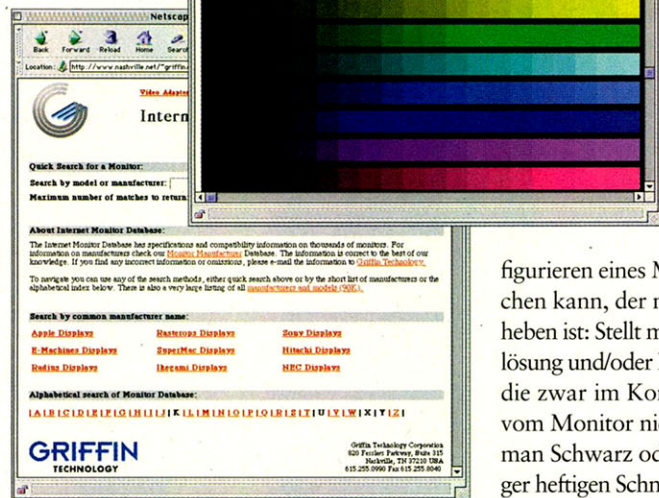 Netscap
Back Forward Reload Home Search
Location: http://www.nashville.net/~griffin
Video Adapter
Intern
Quick Search for a Monitor:
Search by model or manufacturer:
Maximum number of matches to return:
About Internet Monitor Database:
The Internet Monitor Database has specifications and compatibility information on thousands of monitors. For
information on manufacturers check our Monitor Manufacturer Database. The information is correct to the best of our
knowledge. If you find any incorrect information or omissions, please e-mail the information to Griffin Technology.
To navigate you can use any of the search methods, either quick search above or by the short list of manufacturers or the
alphabetical index below. There is also a very large listing of all manufacturers and models (90K).
Search by common manufacturer name:
Apple Displays Rasterops Displays Sony Displays
E-Machines Displays SuperMac Displays Hitachi Displays
Radius Displays Ikegami Displays NEC Displays
Alphabetical search of Monitor Database:
|A|B|C|D|E|F|G|H|I|J|K|L|M|N|O|P|Q|R|S|T|U|V|W|X|Y|Z|
GRIFFIN
TECHNOLOGY
Griffin Technology Corporation
820 Fesslers Parkway, Suite 315
Nashville, TN 37210 USA
615.255.0990 Fax 615.255.8040
figurieren eines M
chen kann, der n
heben ist: Stellt m
lösung und/oder
die zwar im Kon
vom Monitor nic
man Schwarz od
ger heftigen Schn